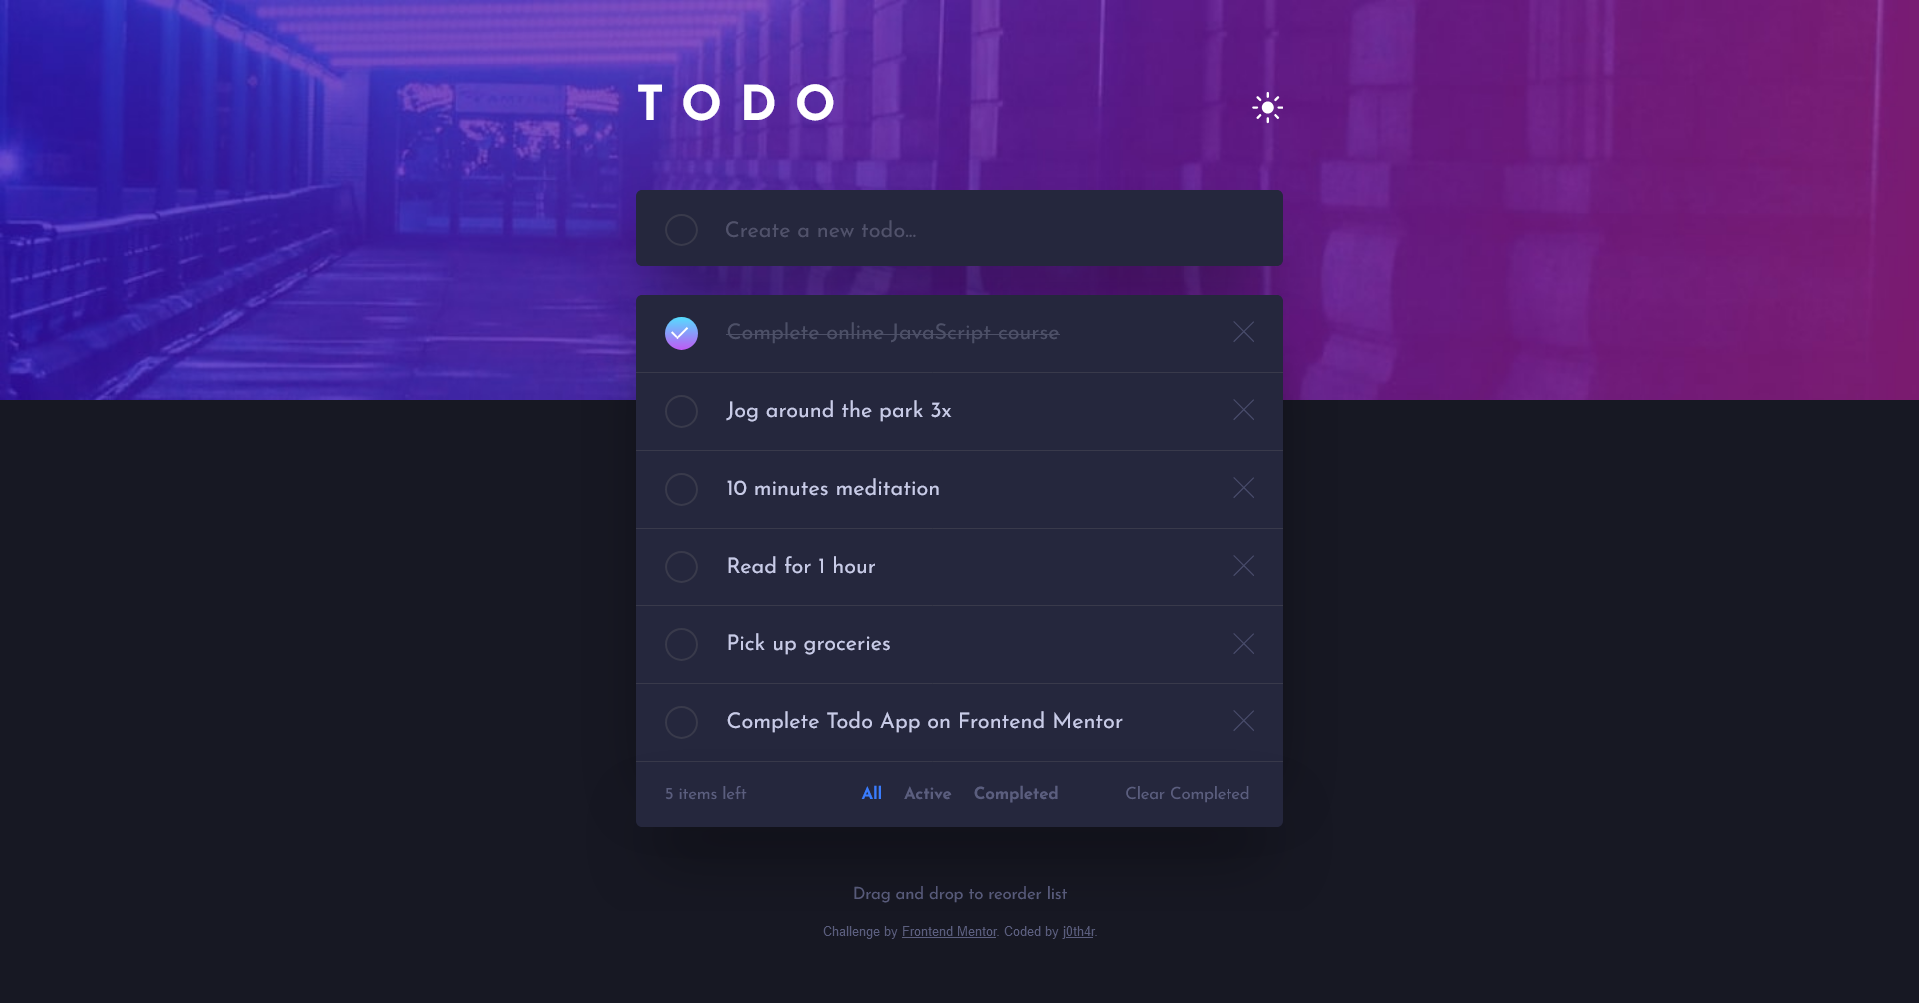 TODO
Create a new todo...
Complete online JavaScript course
Jog around the park 3x
10 minutes meditation
Read for 1 hour
Pick up groceries
Complete Todo App on Frontend Mentor
5 items left All Active Completed Clear Completed
Drag and drop to reorder list
Challenge by Frontend Mentor. Coded by j0th4r.